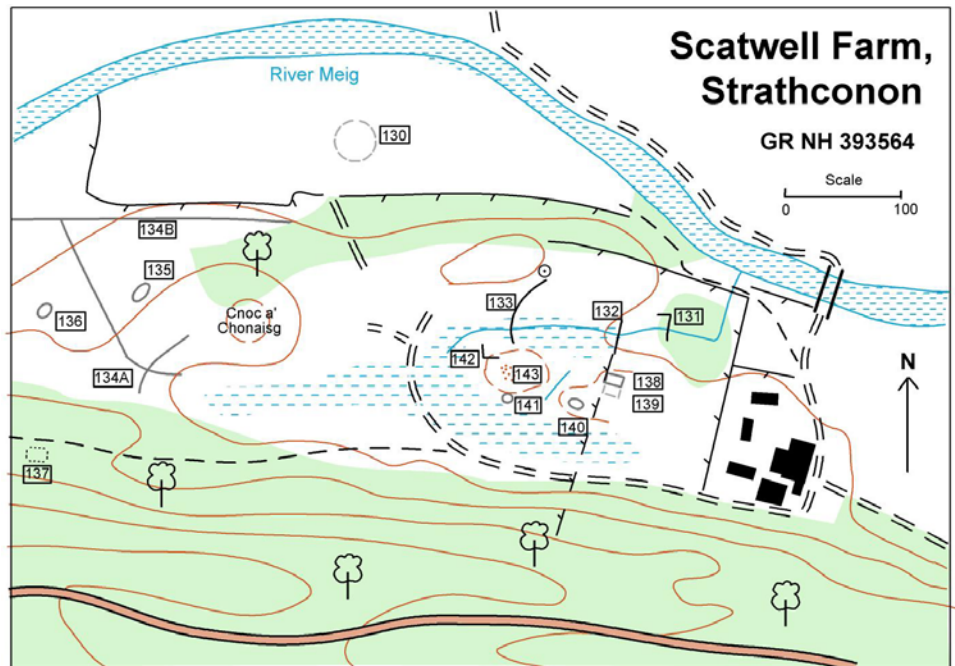 Scatwell Farm,
Strathconon
GR NH 393564
Scale
0 100
River Meig
130
134B
135
136
Cnoc a'
Chonaisg
133
132
131
134A
142
143
138
139
141
140
N
137